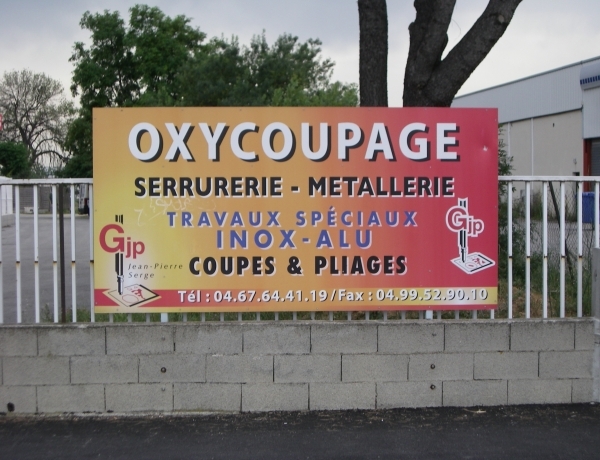 OXYCOUPAGE
SERRURERIE - METALLERIE
TRAVAUX SPÉCIAUX
INOX-ALU
COUPES & PLIAGES
Gjp
Jean-Pierre
Serge
Gjp
Tél : 04.67.64.41.19 / Fax : 04.99.52.90.10